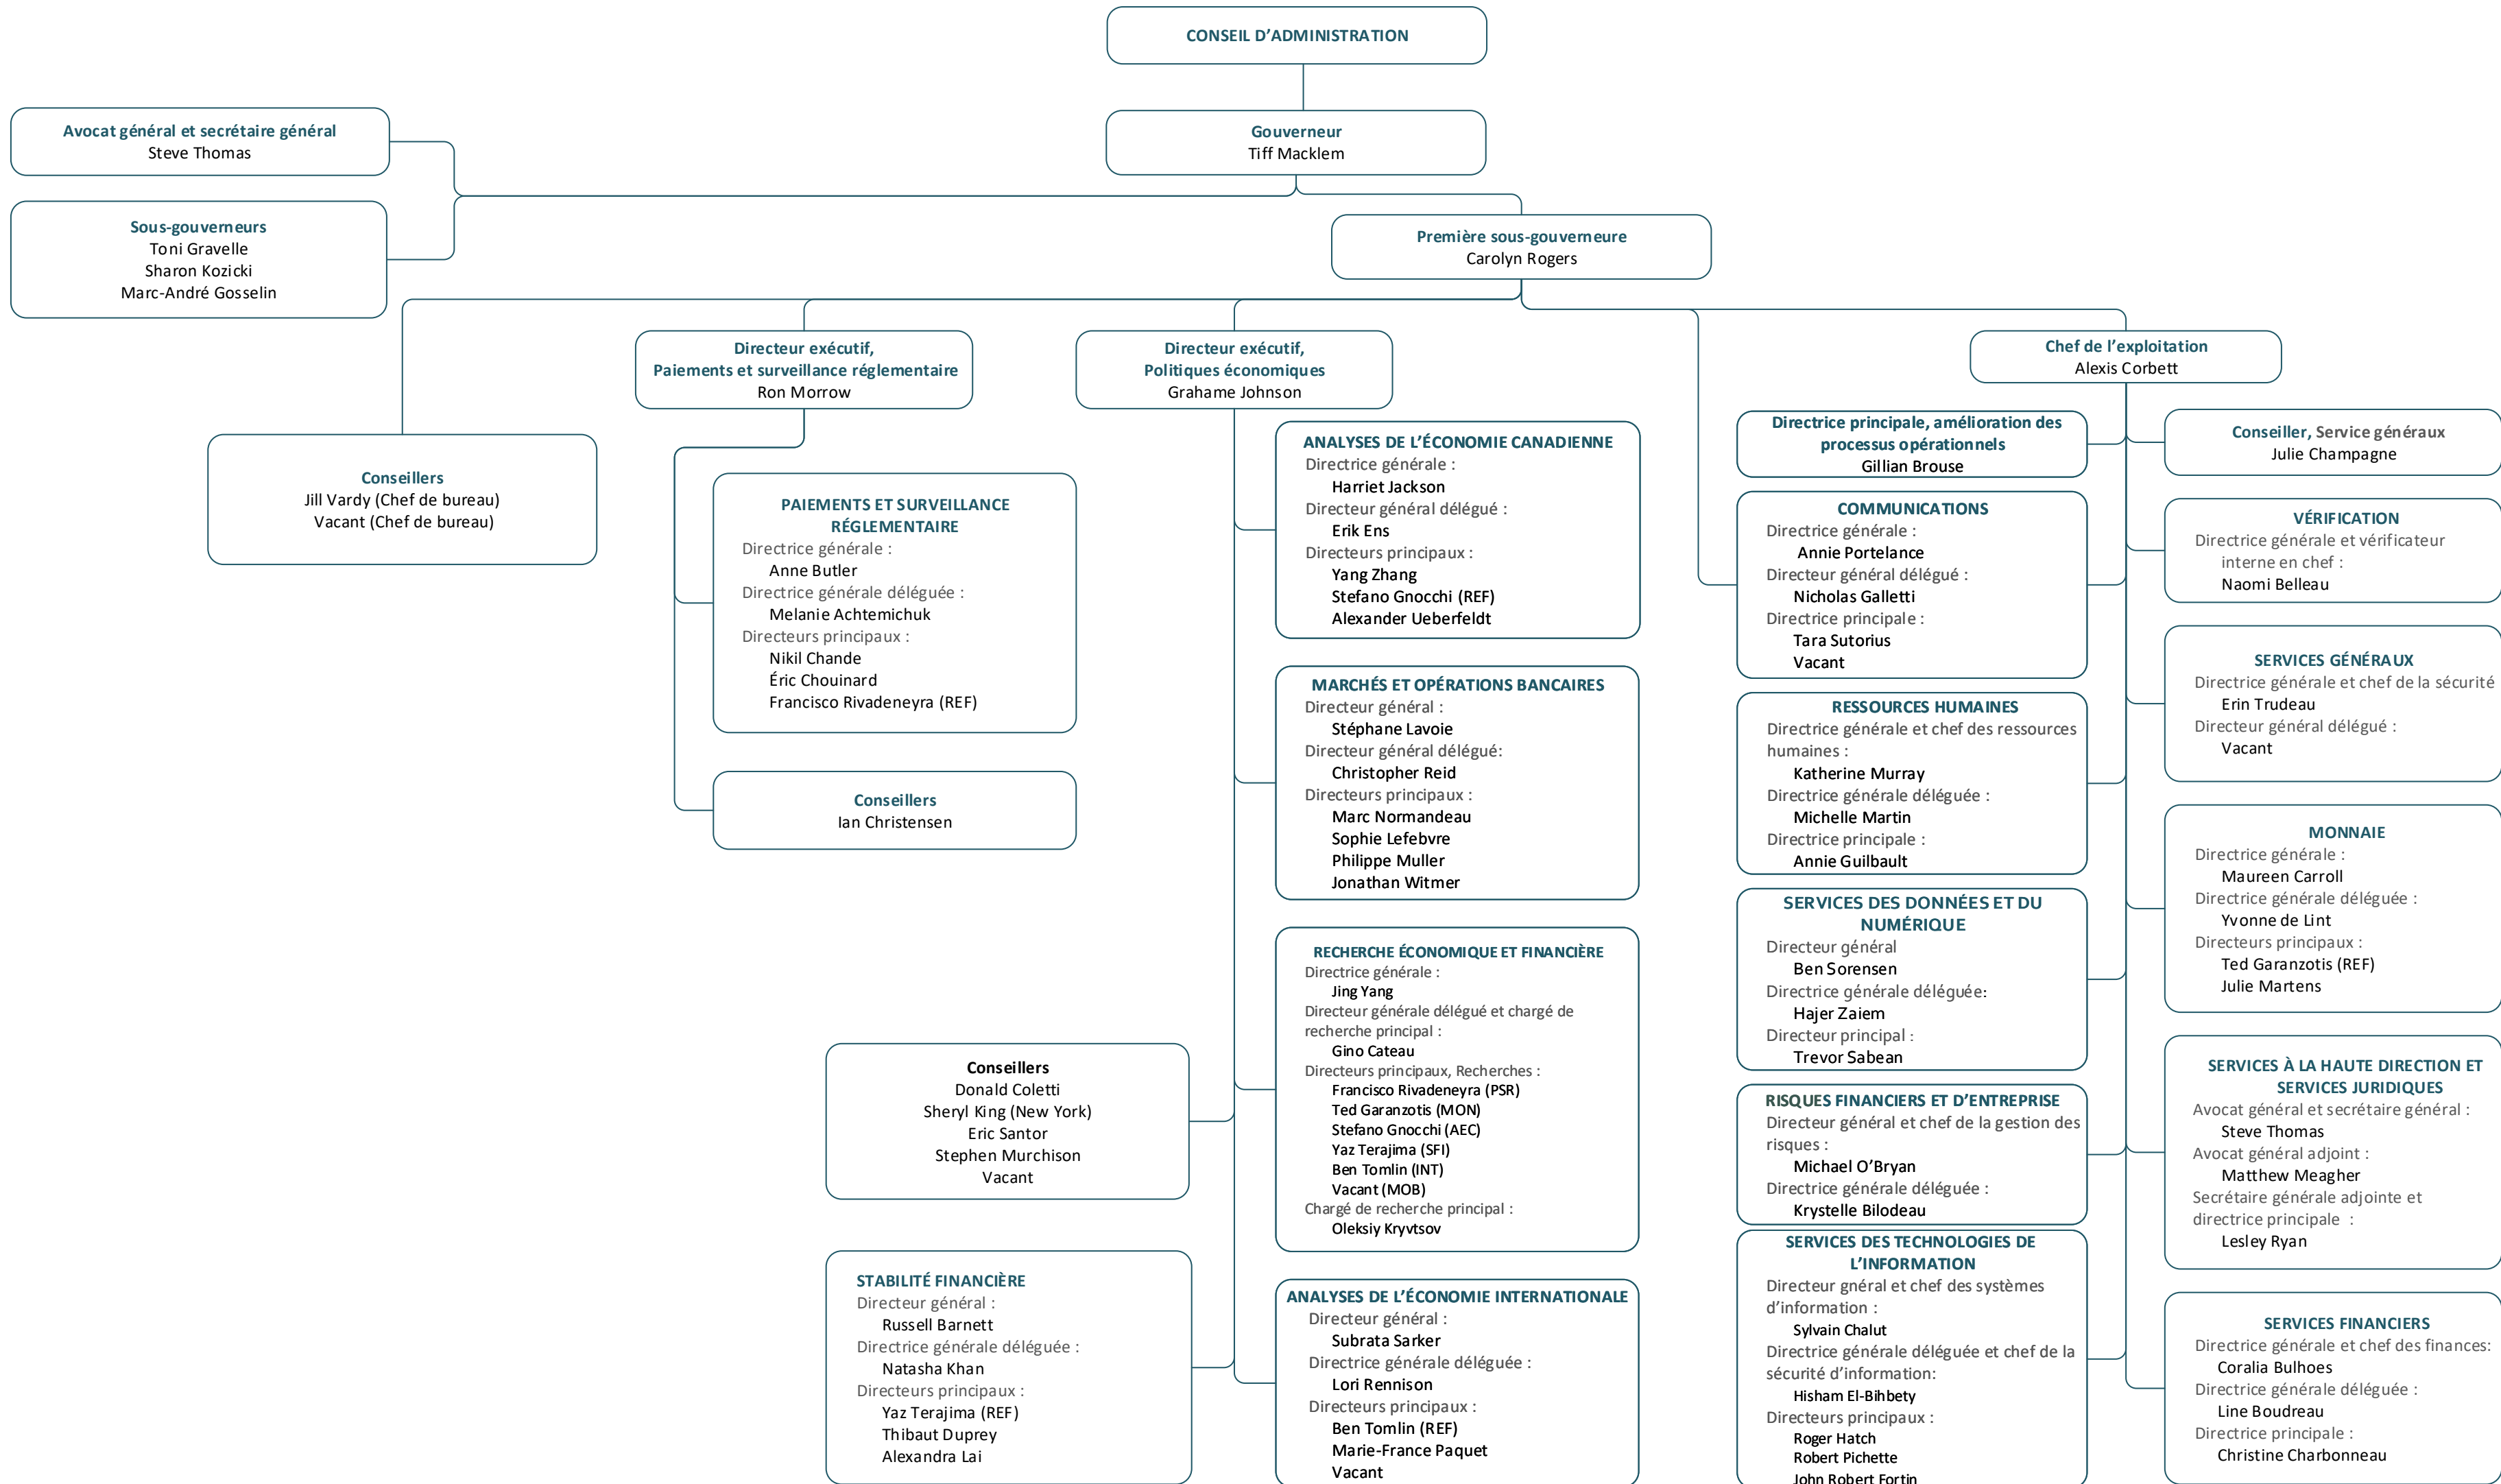 CONSEIL D’ADMINISTRATION
Avocat général et secrétaire général
Steve Thomas
Gouverneur
Tiff Macklem
Sous-gouverneurs
Toni Gravelle
Sharon Kozicki
Marc-André Gosselin
Première sous-gouverneure
Carolyn Rogers
Conseillers
Jill Vardy (Chef de bureau)
Vacant (Chef de bureau)
Directeur exécutif,
Paiements et surveillance réglementaire
Ron Morrow
PAIEMENTS ET SURVEILLANCE
RÉGLEMENTAIRE
Directrice générale :
Anne Butler
Directrice générale déléguée :
Melanie Achtemichuk
Directeurs principaux :
Nikil Chande
Éric Chouinard
Francisco Rivadeneyra (REF)
Conseillers
Ian Christensen
Directeur exécutif,
Politiques économiques
Grahame Johnson
ANALYSES DE L’ÉCONOMIE CANADIENNE
Directrice générale :
Harriet Jackson
Directeur général délégué :
Erik Ens
Directeurs principaux :
Yang Zhang
Stefano Gnocchi (REF)
Alexander Ueberfeldt
MARCHÉS ET OPÉRATIONS BANCAIRES
Directeur général :
Stéphane Lavoie
Directeur général délégué:
Christopher Reid
Directeurs principaux :
Marc Normandeau
Sophie Lefebvre
Philippe Muller
Jonathan Witmer
RECHERCHE ÉCONOMIQUE ET FINANCIÈRE
Directrice générale :
Jing Yang
Directeur générale délégué et chargé de
recherche principal :
Gino Cateau
Directeurs principaux, Recherches :
Francisco Rivadeneyra (PSR)
Ted Garanzotis (MON)
Stefano Gnocchi (AEC)
Yaz Terajima (SFI)
Ben Tomlin (INT)
Vacant (MOB)
Chargé de recherche principal :
Oleksiy Kryvtsov
Conseillers
Donald Coletti
Sheryl King (New York)
Eric Santor
Stephen Murchison
Vacant
STABILITÉ FINANCIÈRE
Directeur général :
Russell Barnett
Directrice générale déléguée :
Natasha Khan
Directeurs principaux :
Yaz Terajima (REF)
Thibaut Duprey
Alexandra Lai
ANALYSES DE L’ÉCONOMIE INTERNATIONALE
Directeur général :
Subrata Sarker
Directrice générale déléguée :
Lori Rennison
Directeurs principaux :
Ben Tomlin (REF)
Marie-France Paquet
Vacant
Chef de l’exploitation
Alexis Corbett
Directrice principale, amélioration des
processus opérationnels
Gillian Brouse
COMMUNICATIONS
Directrice générale :
Annie Portelance
Directeur général délégué :
Nicholas Galletti
Directrice principale :
Tara Sutorius
Vacant
RESSOURCES HUMAINES
Directrice générale et chef des ressources
humaines :
Katherine Murray
Directrice générale déléguée :
Michelle Martin
Directrice principale :
Annie Guilbault
SERVICES DES DONNÉES ET DU
NUMÉRIQUE
Directeur général
Ben Sorensen
Directrice générale déléguée:
Hajer Zaiem
Directeur principal :
Trevor Sabean
RISQUES FINANCIERS ET D’ENTREPRISE
Directeur général et chef de la gestion des
risques :
Michael O’Bryan
Directrice générale déléguée :
Krystelle Bilodeau
SERVICES DES TECHNOLOGIES DE
L’INFORMATION
Directeur gnéral et chef des systèmes
d’information :
Sylvain Chalut
Directrice générale déléguée et chef de la
sécurité d’information:
Hisham El-Bihbety
Directeurs principaux :
Roger Hatch
Robert Pichette
John Robert Fortin
Conseiller, Service généraux
Julie Champagne
VÉRIFICATION
Directrice générale et vérificateur
interne en chef :
Naomi Belleau
SERVICES GÉNÉRAUX
Directrice générale et chef de la sécurité
Erin Trudeau
Directeur général délégué :
Vacant
MONNAIE
Directrice générale :
Maureen Carroll
Directrice générale déléguée :
Yvonne de Lint
Directeurs principaux :
Ted Garanzotis (REF)
Julie Martens
SERVICES À LA HAUTE DIRECTION ET
SERVICES JURIDIQUES
Avocat général et secrétaire général :
Steve Thomas
Avocat général adjoint :
Matthew Meagher
Secrétaire générale adjointe et
directrice principale :
Lesley Ryan
SERVICES FINANCIERS
Directrice générale et chef des finances:
Coralia Bulhoes
Directrice générale déléguée :
Line Boudreau
Directrice principale :
Christine Charbonneau